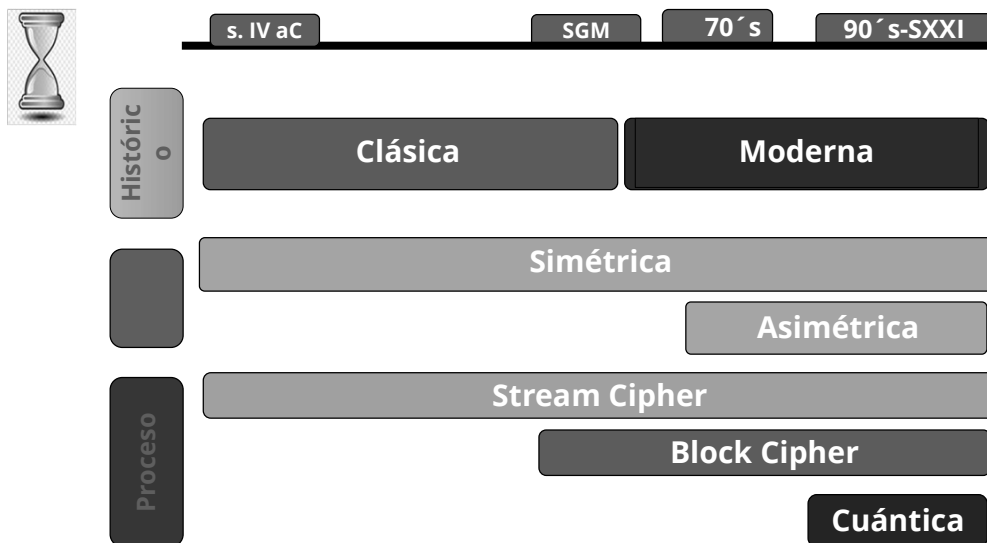 s. IV aC
SGM
70´s
90´s-SXXI
Históric
o
Clásica
Moderna
Simétrica
Asimétrica
Stream Cipher
Proceso
Block Cipher
Cuántica